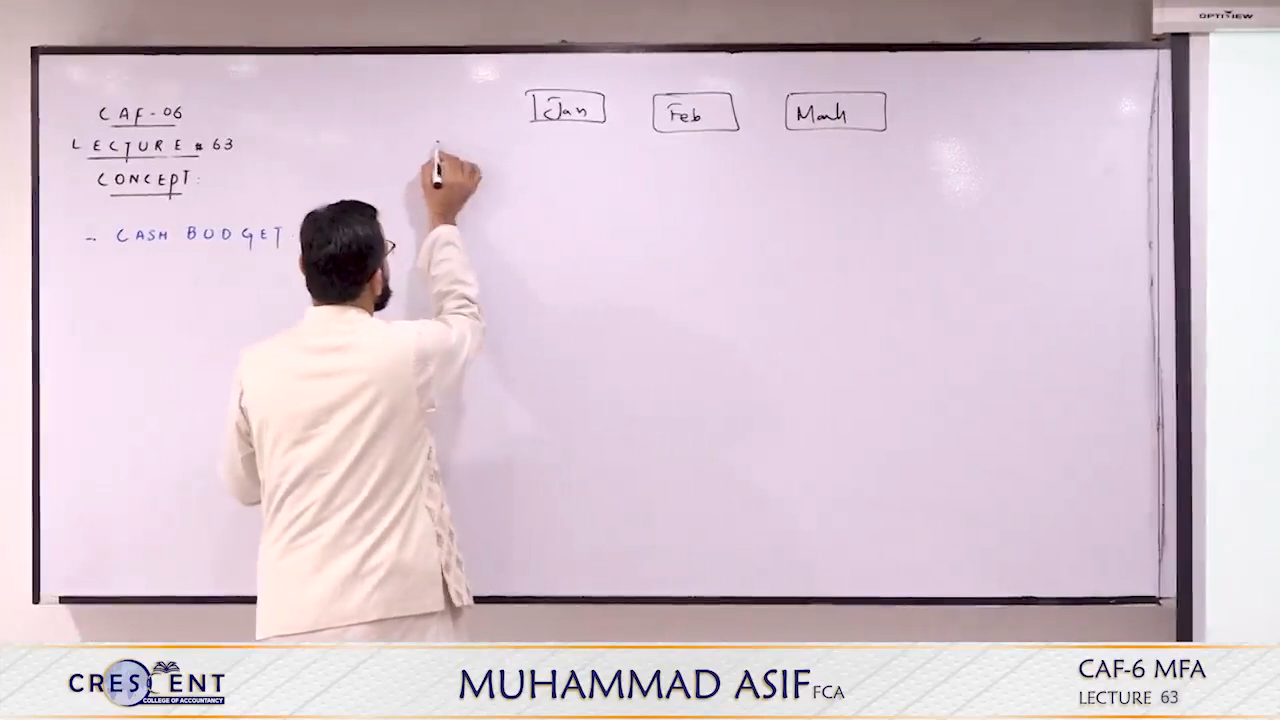 OPTIVIEW
CAF-06
LECTURE # 63
CONCEPT:
- CASH BUDGET
Jan
Feb
March
CRESCENT
COLLEGE OF ACCOUNTANCY
MUHAMMAD ASIF FCA
CAF-6 MFA
LECTURE 63